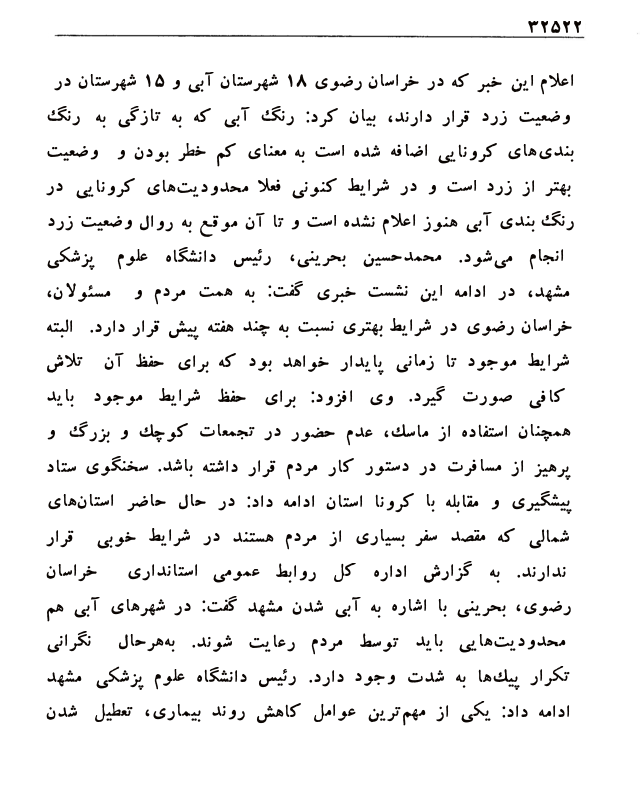 ۳۲۵۲۲
اعلام این خبر که در خراسان رضوی ۱۸ شهرستان آبی و ۱۵ شهرستان در
وضعیت زرد قرار دارند، بیان کرد: رنگ آبی که به تازگی به رنگ
بندی‌های کرونایی اضافه شده است به معنای کم خطر بودن و وضعیت
بهتر از زرد است و در شرایط کنونی فعلا محدودیت‌های کرونایی در
رنگ بندی آبی هنوز اعلام نشده است و تا آن موقع به روال وضعیت زرد
انجام می‌شود. محمدحسین بحرینی، رئیس دانشگاه علوم پزشکی
مشهد، در ادامه این نشست خبری گفت: به همت مردم و مسئولان،
خراسان رضوی در شرایط بهتری نسبت به چند هفته پیش قرار دارد. البته
شرایط موجود تا زمانی پایدار خواهد بود که برای حفظ آن تلاش
کافی صورت گیرد. وی افزود: برای حفظ شرایط موجود باید
همچنان استفاده از ماسک، عدم حضور در تجمعات کوچک و بزرگ و
پرهیز از مسافرت در دستور کار مردم قرار داشته باشد. سخنگوی ستاد
پیشگیری و مقابله با کرونا استان ادامه داد: در حال حاضر استان‌های
شمالی که مقصد سفر بسیاری از مردم هستند در شرایط خوبی قرار
ندارند. به گزارش اداره کل روابط عمومی استانداری خراسان
رضوی، بحرینی با اشاره به آبی شدن مشهد گفت: در شهرهای آبی هم
محدودیت‌هایی باید توسط مردم رعایت شوند. به‌هرحال نگرانی
تکرار پیک‌ها به شدت وجود دارد. رئیس دانشگاه علوم پزشکی مشهد
ادامه داد: یکی از مهم‌ترین عوامل کاهش روند بیماری، تعطیل شدن